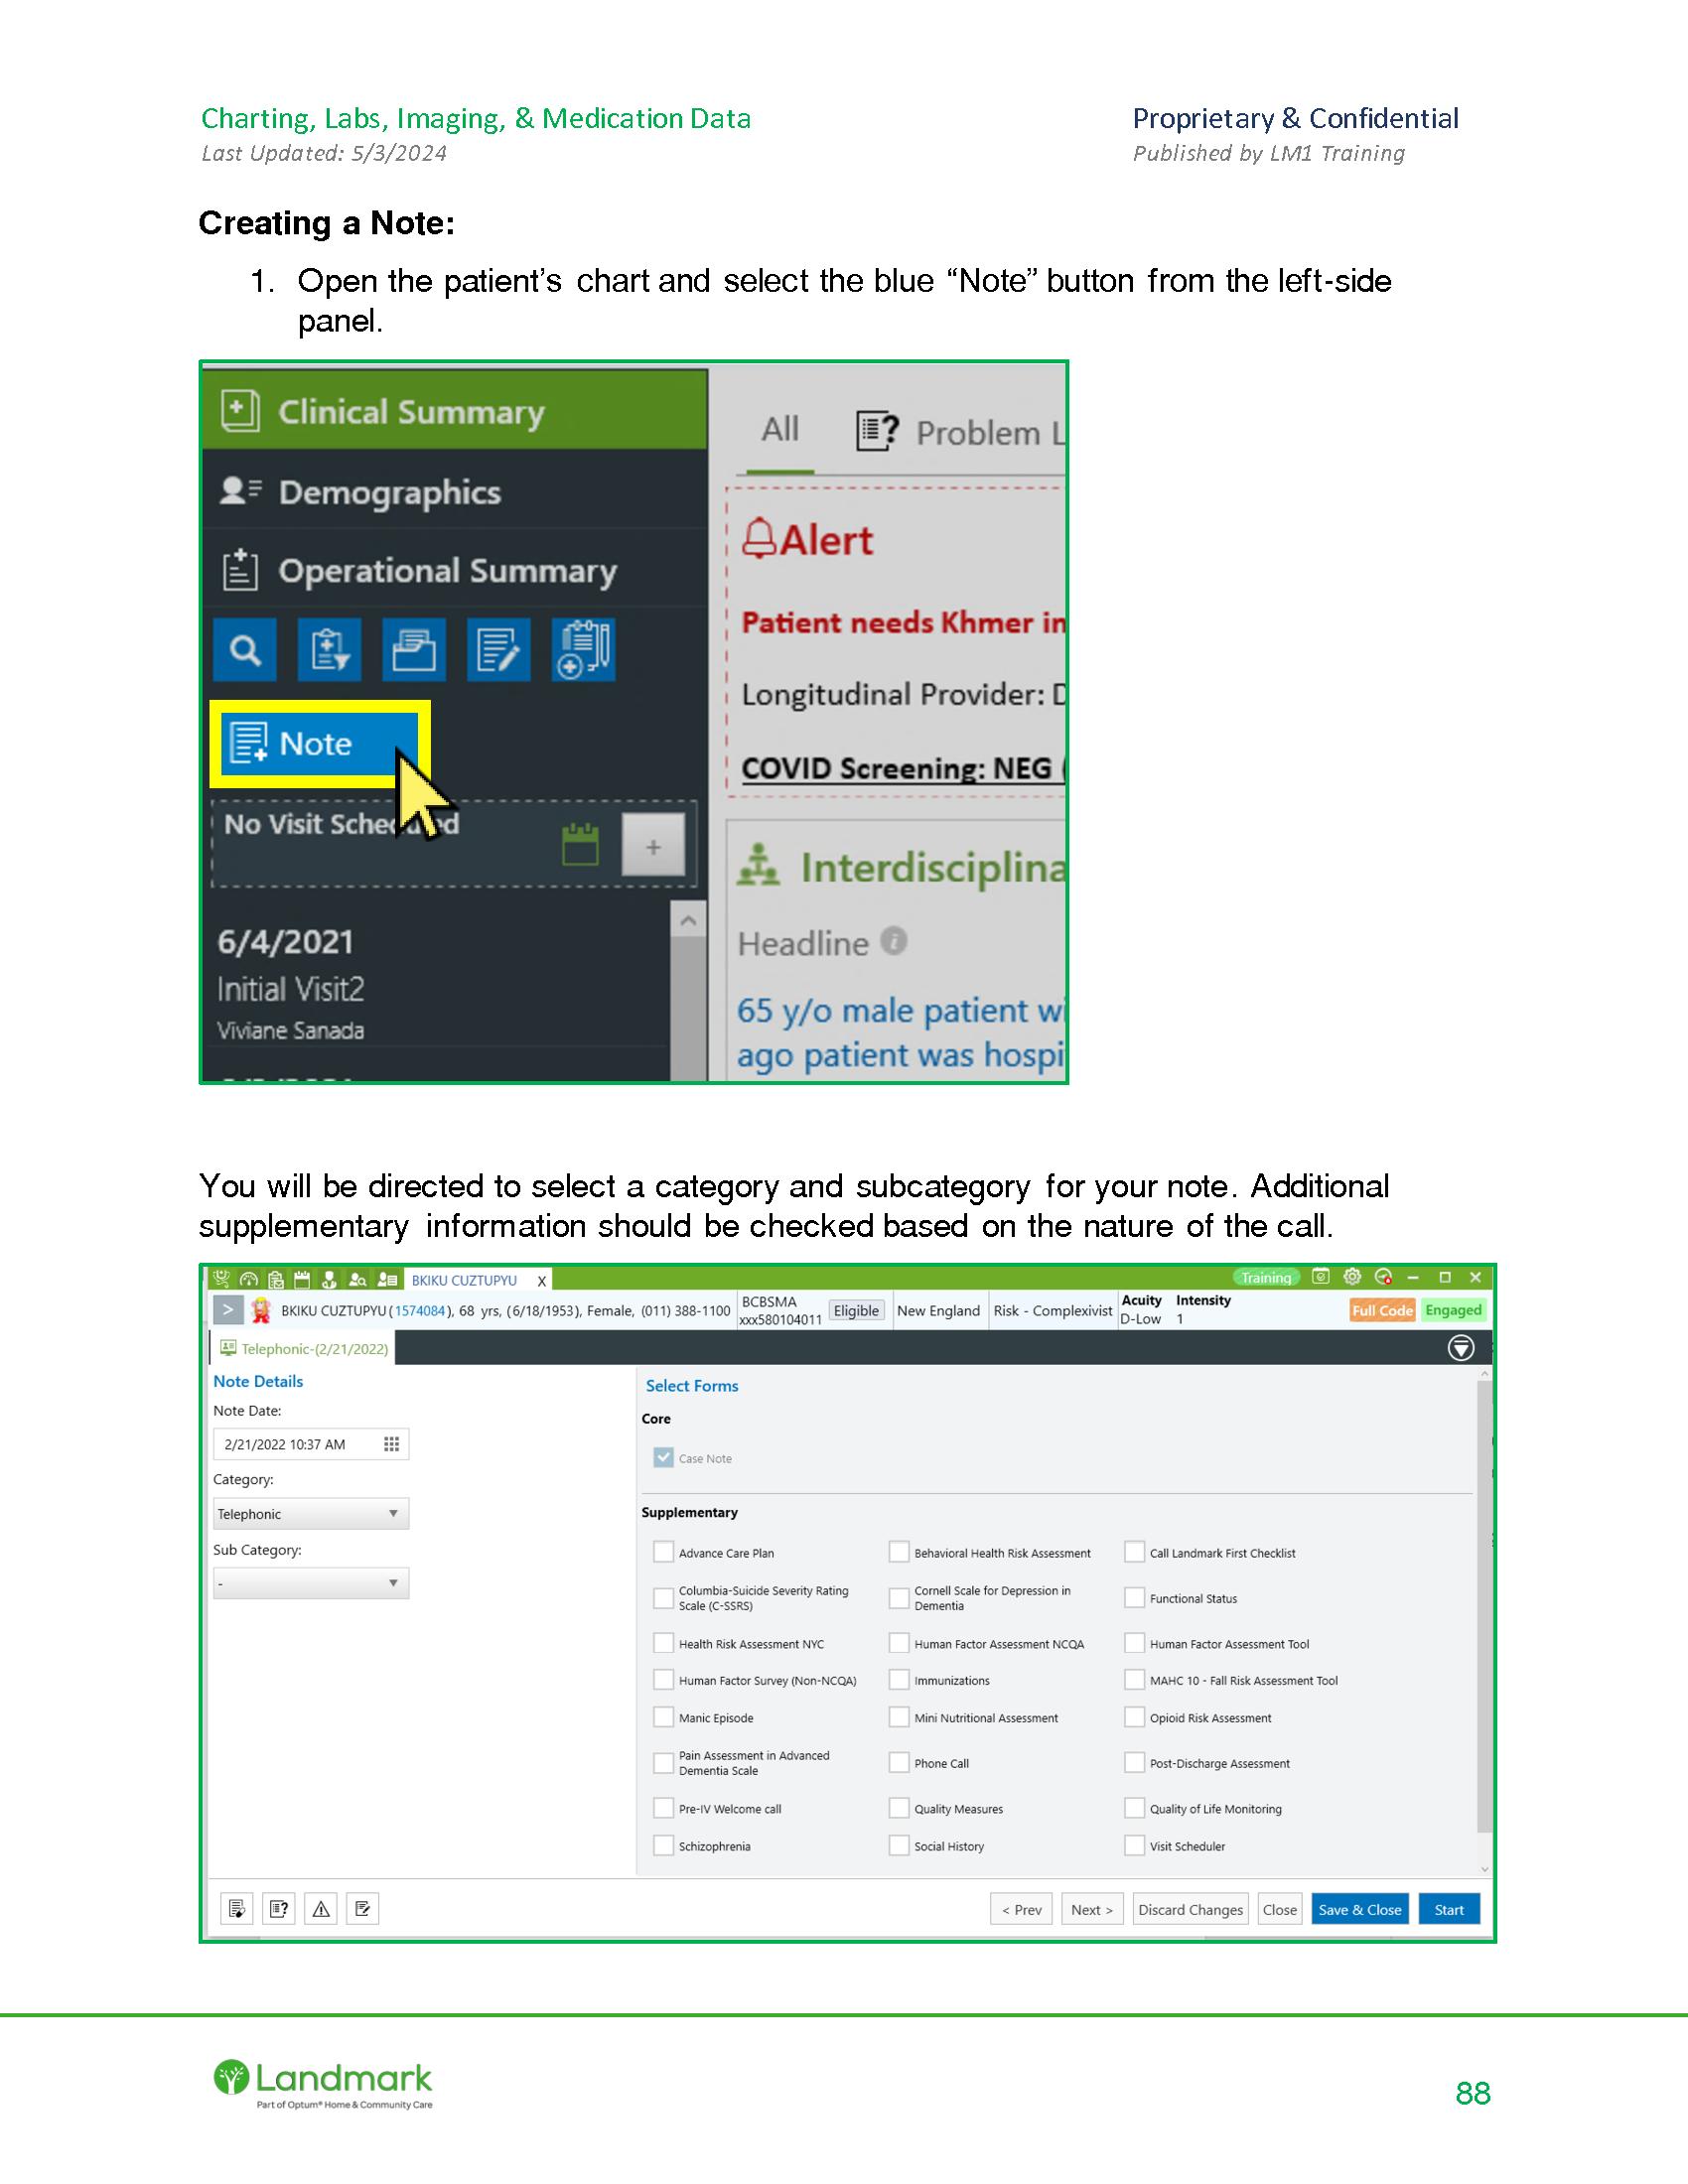 Charting, Labs, Imaging, & Medication Data
Proprietary & Confidential
Last Updated: 5/3/2024
Published by LM1 Training
Creating a Note:
1. Open the patient’s chart and select the blue “Note” button from the left-side
panel.
Clinical Summary
Demographics
Operational Summary
Note
No Visit Scheduled
+
6/4/2021
Initial Visit2
Viviane Sanada
All
Problem L
Alert
Patient needs Khmer in
Longitudinal Provider: D
COVID Screening: NEG (
Interdisciplina
Headline
65 y/o male patient wi
ago patient was hospi
You will be directed to select a category and subcategory for your note. Additional
supplementary information should be checked based on the nature of the call.
BKIKU CUZTUPYU X
Training
> BKIKU CUZTUPYU (1574084), 68 yrs, (6/18/1953), Female, (011) 388-1100
BCBSMA
xxx580104011
Eligible
New England
Risk - Complexivist
Acuity
D-Low
Intensity
1
Full Code
Engaged
Telephonic-(2/21/2022)
Note Details
Note Date:
2/21/2022 10:37 AM
Category:
Telephonic
Sub Category:
-
Select Forms
Core
Case Note
Supplementary
Advance Care Plan
Behavioral Health Risk Assessment
Call Landmark First Checklist
Columbia-Suicide Severity Rating
Scale (C-SSRS)
Cornell Scale for Depression in
Dementia
Functional Status
Health Risk Assessment NYC
Human Factor Assessment NCQA
Human Factor Assessment Tool
Human Factor Survey (Non-NCQA)
Immunizations
MAHC 10 - Fall Risk Assessment Tool
Manic Episode
Mini Nutritional Assessment
Opioid Risk Assessment
Pain Assessment in Advanced
Dementia Scale
Phone Call
Post-Discharge Assessment
Pre-IV Welcome call
Quality Measures
Quality of Life Monitoring
Schizophrenia
Social History
Visit Scheduler
< Prev
Next >
Discard Changes
Close
Save & Close
Start
Landmark
Part of Optum® Home & Community Care
88